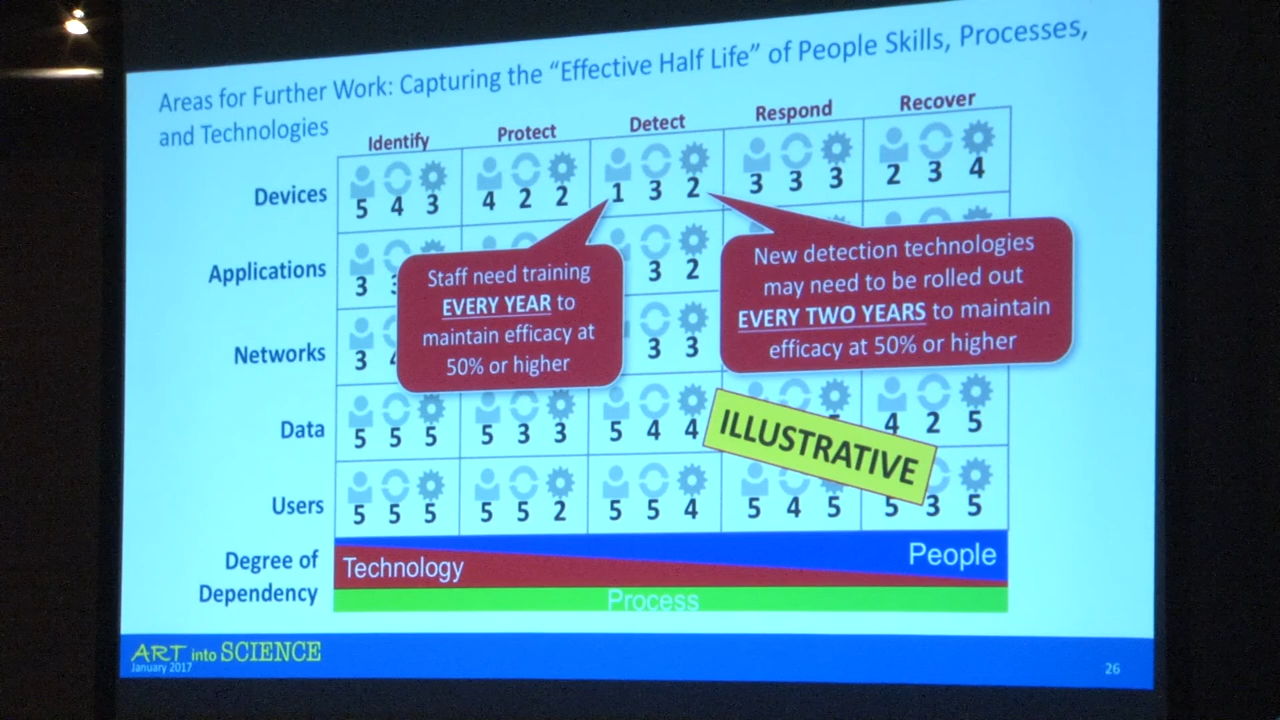 Areas for Further Work: Capturing the “Effective Half Life” of People Skills, Processes,
and Technologies
Identify Protect Detect Respond Recover
Devices 5 4 3 4 2 2 1 3 2 3 3 3 2 3 4
Applications 3 3 2
Networks 3 3 3
Staff need training
EVERY YEAR to
maintain efficacy at
50% or higher
New detection technologies
may need to be rolled out
EVERY TWO YEARS to maintain
efficacy at 50% or higher
Data 5 5 5 5 3 3 5 4 4 4 2 5
ILLUSTRATIVE
Users 5 5 5 5 5 2 5 5 4 5 4 5 5 3 5
Degree of
Dependency
Technology
People
Process
ART into SCIENCE
January 2017
26